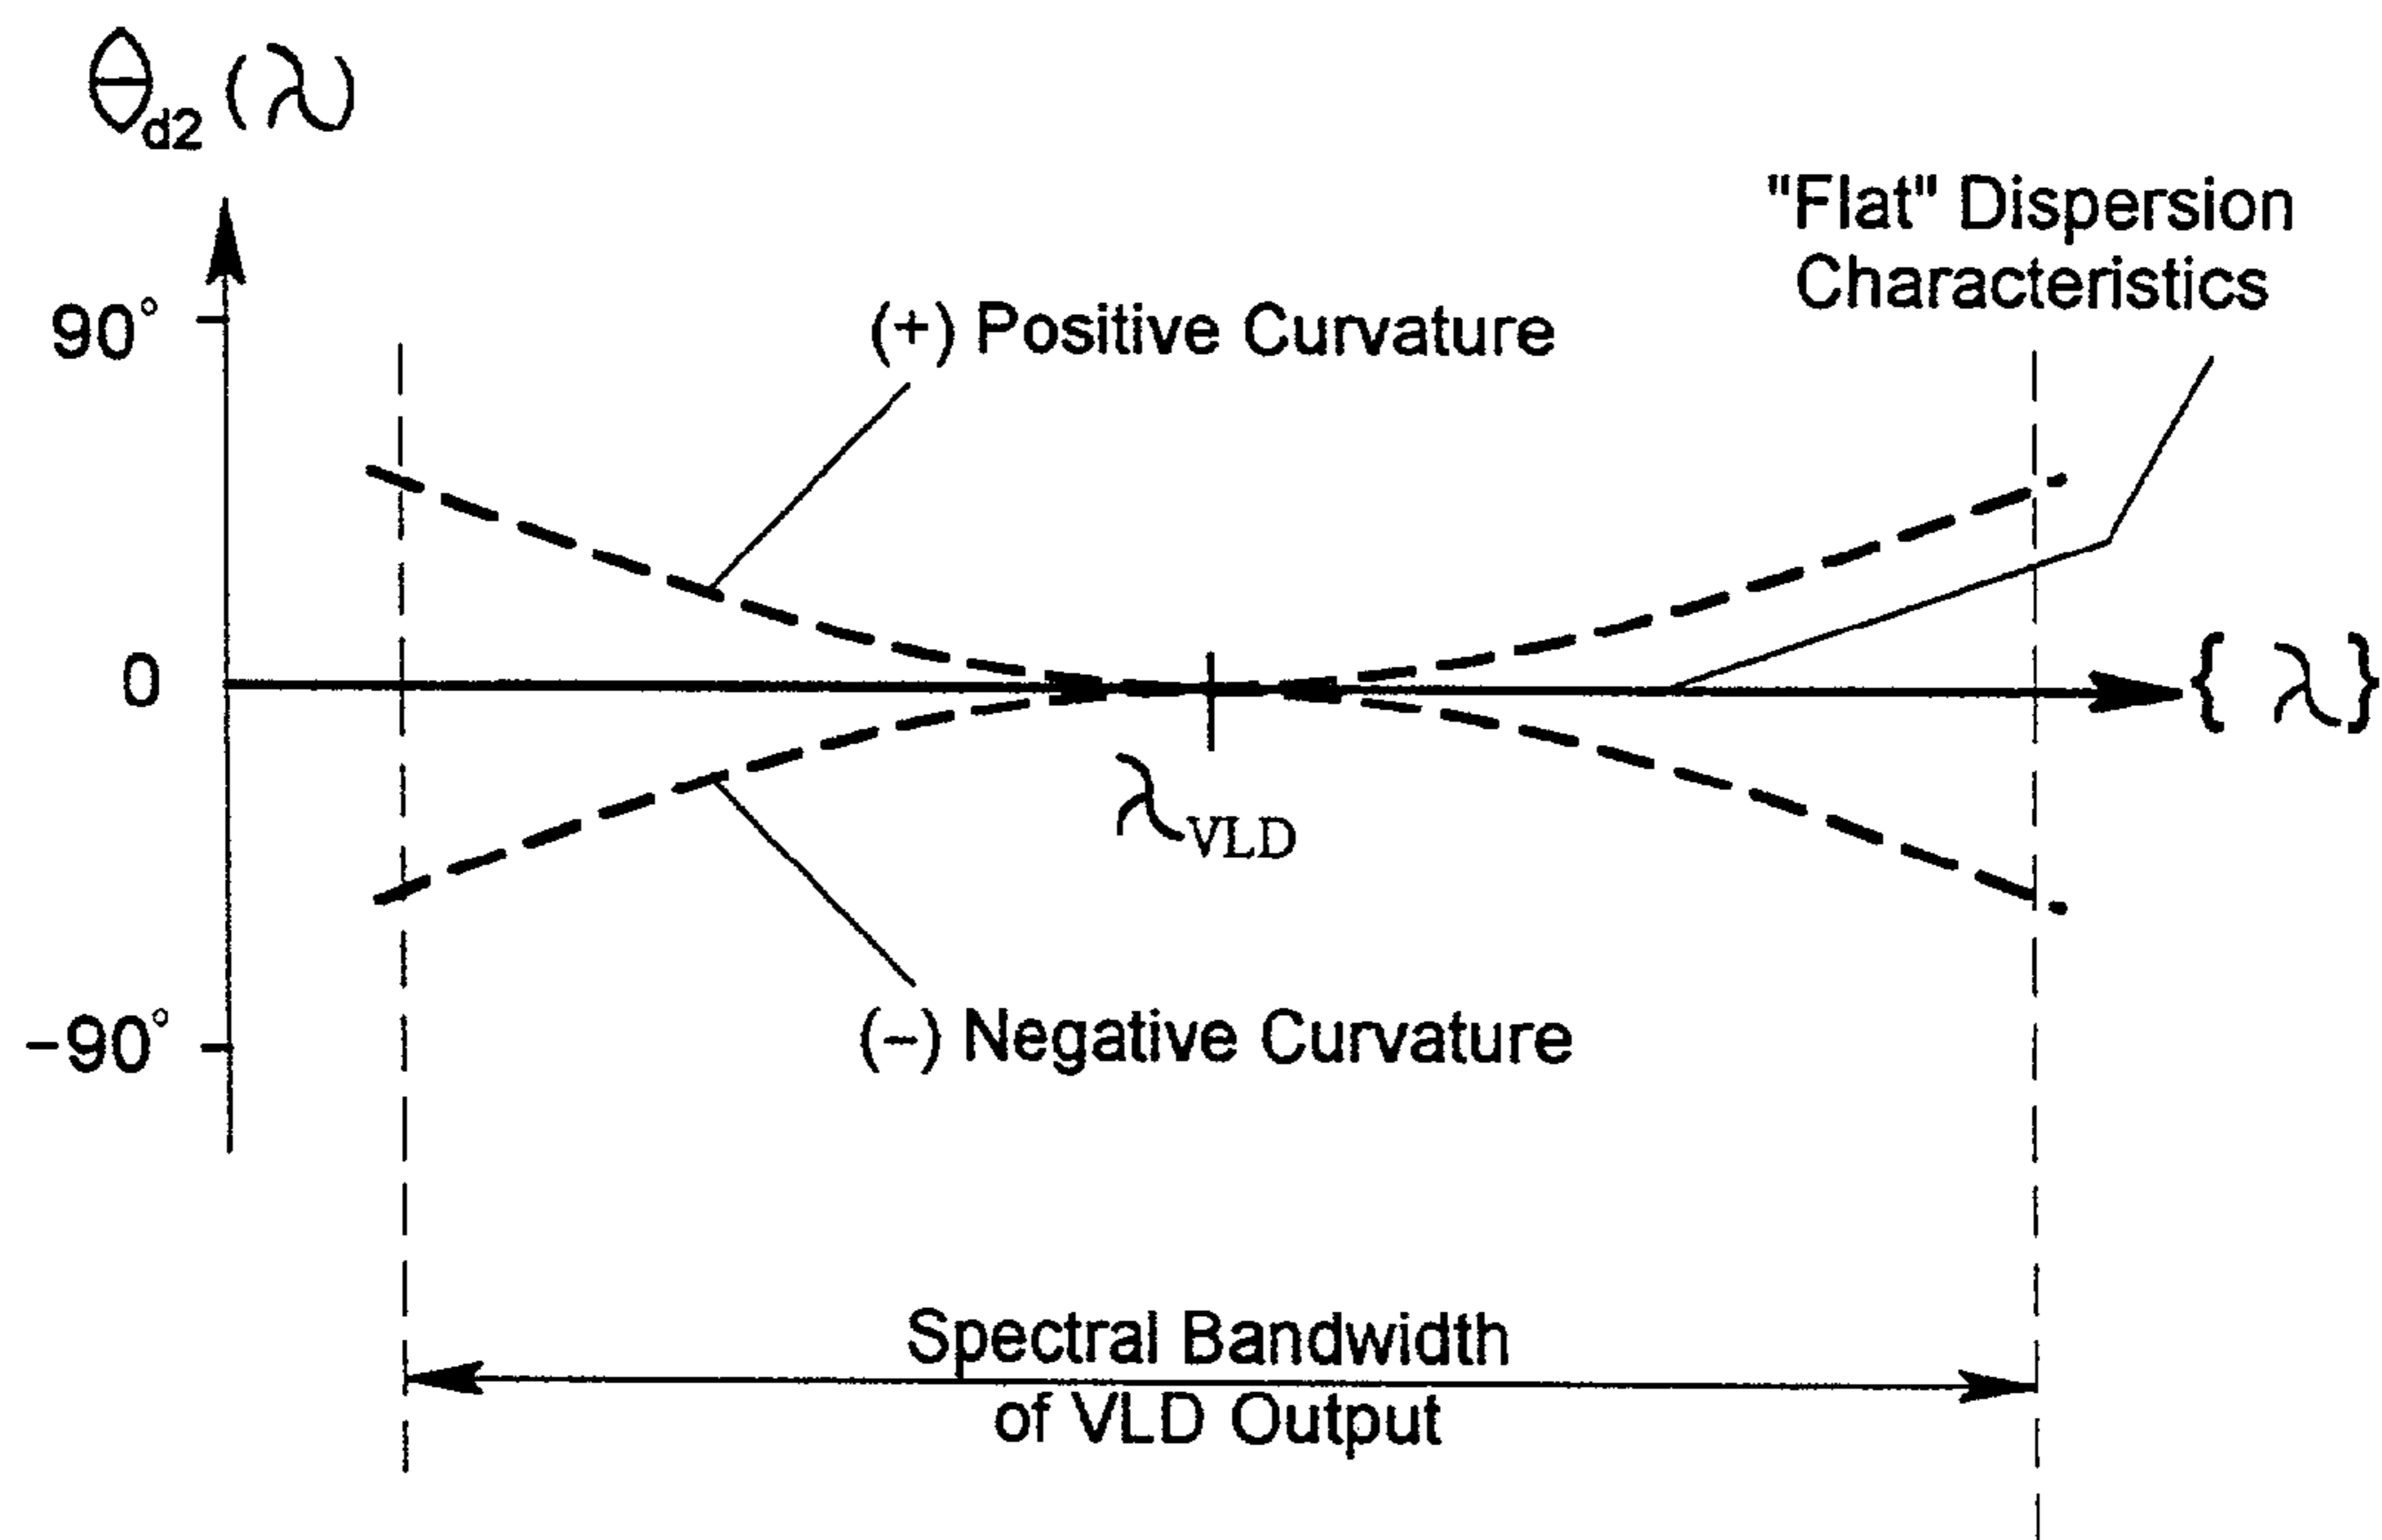 θd2 (λ)
"Flat" Dispersion
Characteristics
90°
(+) Positive Curvature
0
{ λ}
λVLD
-90°
(-) Negative Curvature
Spectral Bandwidth
of VLD Output